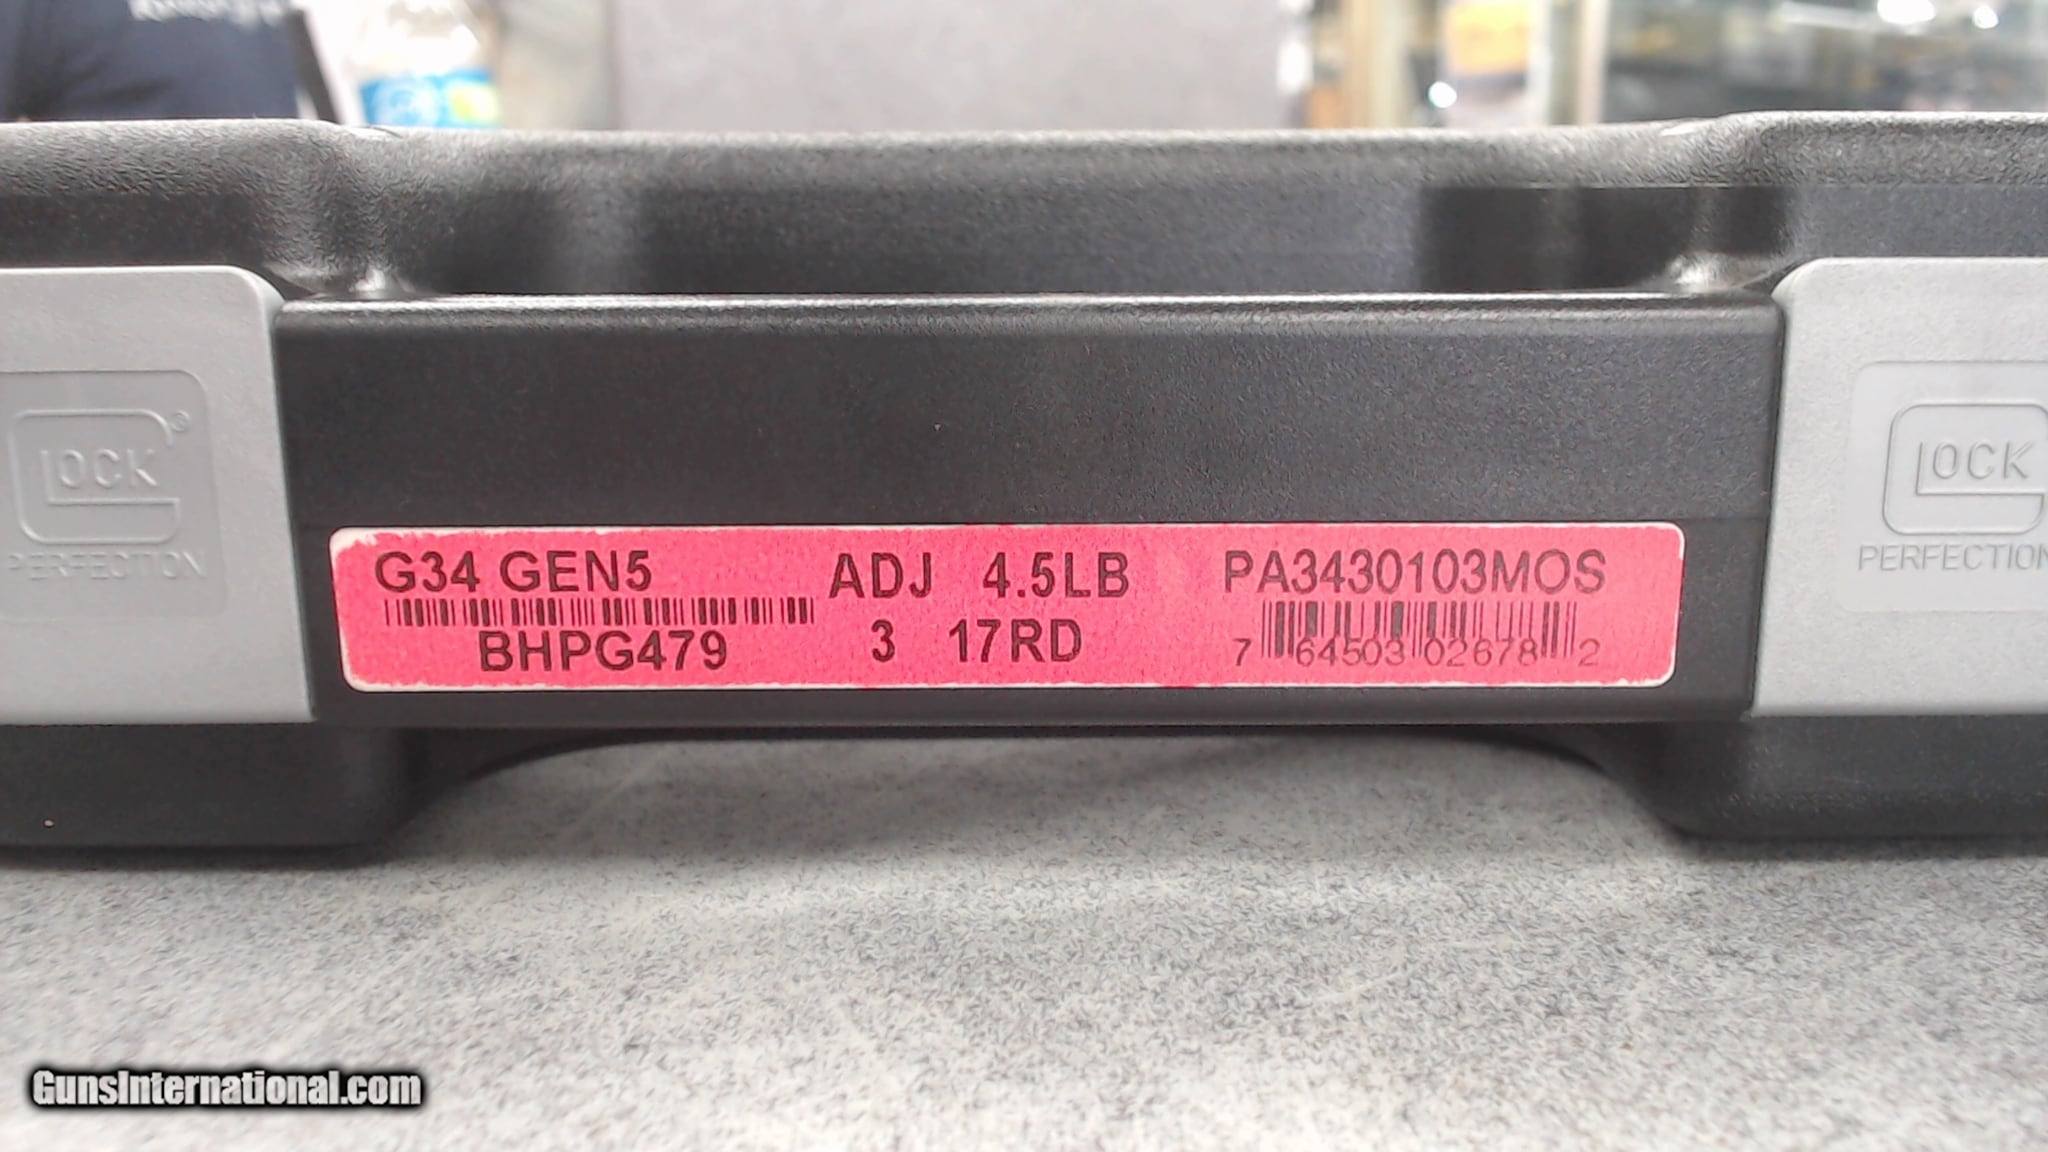 GLOCK®
PERFECTION
G34 GEN5
BHPG479
ADJ 4.5LB
3 17RD
PA3430103MOS
7 64503 02678 2
GLOCK
PERFECTION
GunsInternational.com